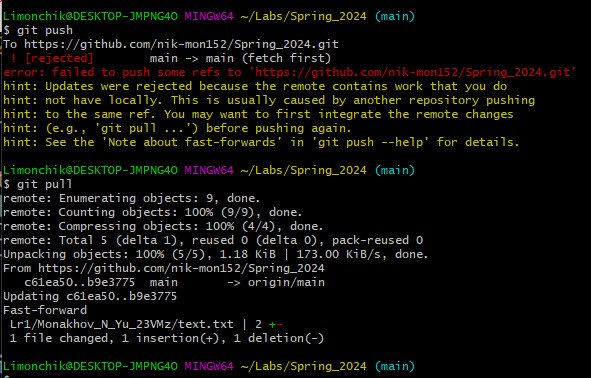 Limonchik@DESKTOP-JMPNG4O MINGW64 ~/Labs/Spring_2024 (main)
$ git push
To https://github.com/nik-mon152/Spring_2024.git
 ! [rejected]        main -> main (fetch first)
error: failed to push some refs to 'https://github.com/nik-mon152/Spring_2024.git'
hint: Updates were rejected because the remote contains work that you do
hint: not have locally. This is usually caused by another repository pushing
hint: to the same ref. You may want to first integrate the remote changes
hint: (e.g., 'git pull ...') before pushing again.
hint: See the 'Note about fast-forwards' in 'git push --help' for details.
Limonchik@DESKTOP-JMPNG4O MINGW64 ~/Labs/Spring_2024 (main)
$ git pull
remote: Enumerating objects: 9, done.
remote: Counting objects: 100% (9/9), done.
remote: Compressing objects: 100% (4/4), done.
remote: Total 5 (delta 1), reused 0 (delta 0), pack-reused 0
Unpacking objects: 100% (5/5), 1.18 KiB | 173.00 KiB/s, done.
From https://github.com/nik-mon152/Spring_2024
   c61ea50..b9e3775  main       -> origin/main
Updating c61ea50..b9e3775
Fast-forward
 Lr1/Monakhov_N_Yu_23VMz/text.txt | 2 +-
 1 file changed, 1 insertion(+), 1 deletion(-)
Limonchik@DESKTOP-JMPNG4O MINGW64 ~/Labs/Spring_2024 (main)